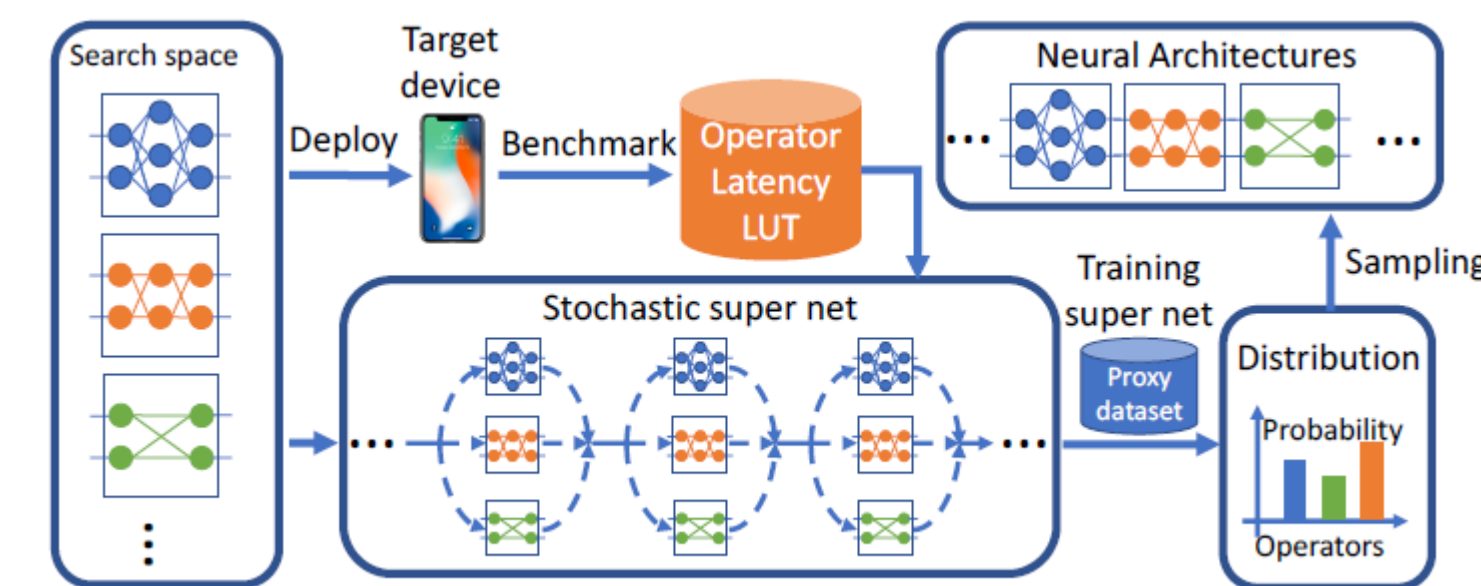 Search space
Target
device
Deploy
Benchmark
Operator
Latency
LUT
Neural Architectures
...
...
Sampling
Stochastic super net
...
...
Training
super net
Proxy
dataset
Distribution
Probability
Operators